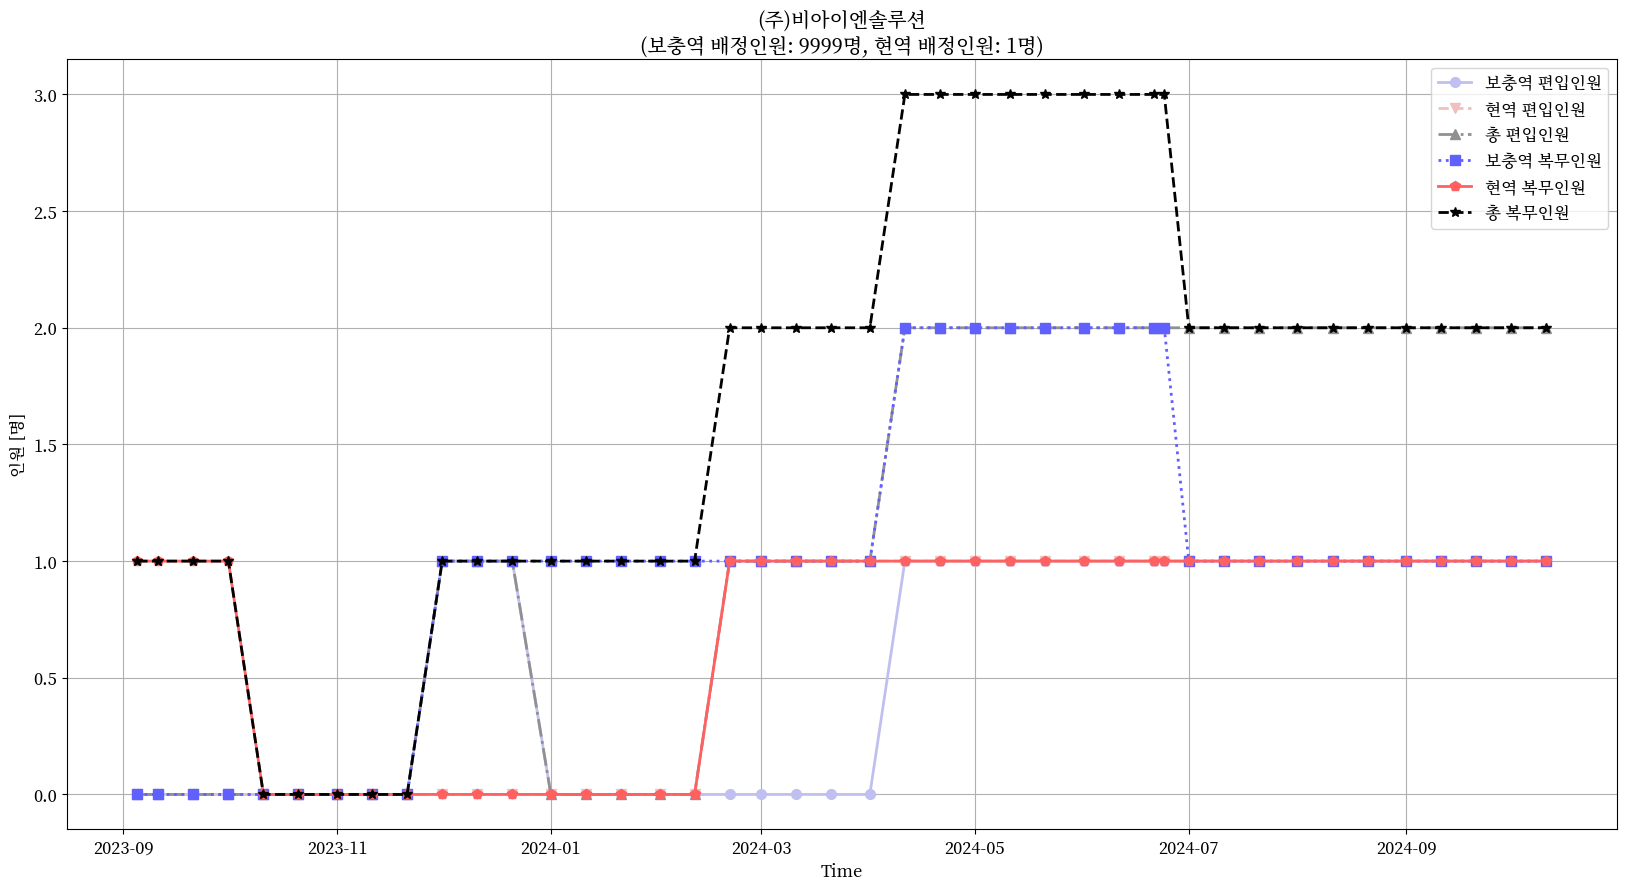 (주)비아이엔솔루션
(보충역 배정인원: 9999명, 현역 배정인원: 1명)
보충역 편입인원
현역 편입인원
총 편입인원
보충역 복무인원
현역 복무인원
총 복무인원
인원 [명]
3.0
2.5
2.0
1.5
1.0
0.5
0.0
2023-09
2023-11
2024-01
2024-03
2024-05
2024-07
2024-09
Time